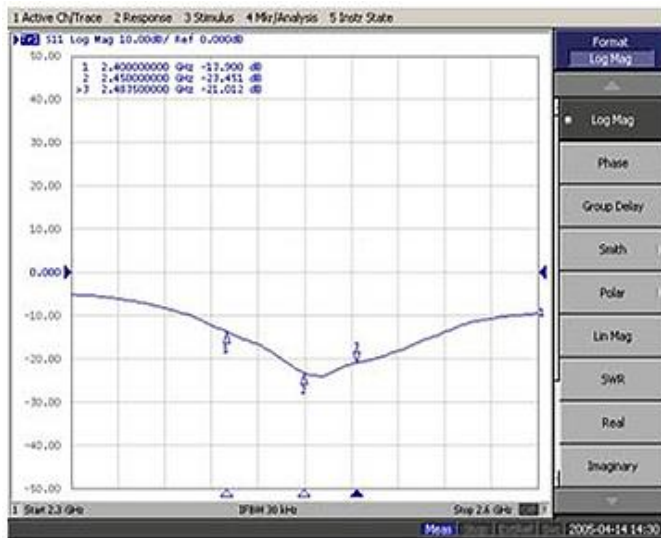 1 Active Ch/Trace 2 Response 3 Stimulus 4 Mkr/Analysis 5 Instr State
S11 Log Mag 10.00dB/ Ref 0.000dB
50.00
1 2.400000000 GHz -13.900 dB
2 2.450000000 GHz -23.451 dB
>3 2.483500000 GHz -21.012 dB
40.00
30.00
20.00
10.00
0.000
-10.00
-20.00
-30.00
-40.00
-50.00
1 Start 2.3 GHz IFBW 30 kHz Stop 2.6 GHz
Meas 2005-04-14 14:30
Format
Log Mag
Log Mag
Phase
Group Delay
Smith
Polar
Lin Mag
SWR
Real
Imaginary